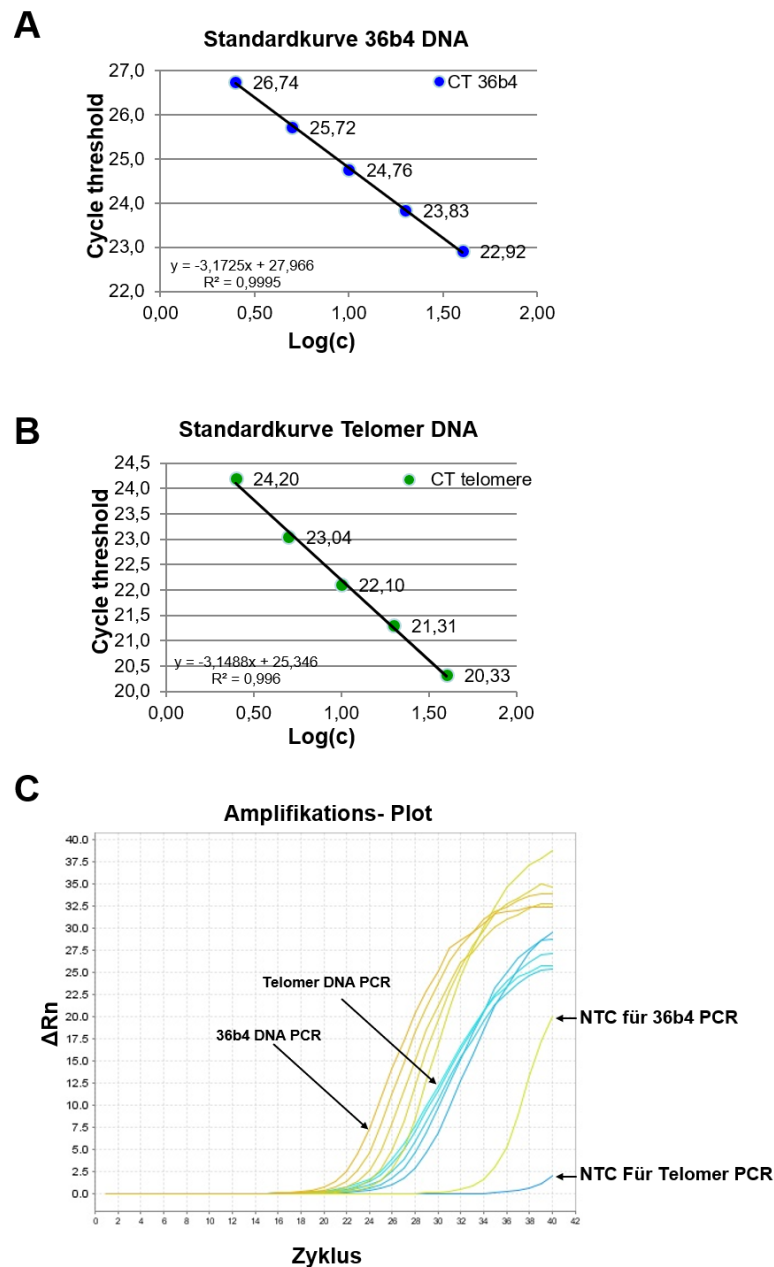 A
Standardkurve 36b4 DNA
27,0
26,0
25,0
24,0
23,0
22,0
Cycle threshold
26,74
25,72
24,76
23,83
22,92
CT 36b4
y = -3,1725x + 27,966
R² = 0,9995
0,00 0,50 1,00 1,50 2,00
Log(c)
B
Standardkurve Telomer DNA
24,5
24,0
23,5
23,0
22,5
22,0
21,5
21,0
20,5
20,0
Cycle threshold
24,20
23,04
22,10
21,31
20,33
CT telomere
y = -3,1488x + 25,346
R² = 0,996
0,00 0,50 1,00 1,50 2,00
Log(c)
C
Amplifikations- Plot
40.0
37.5
35.0
32.5
30.0
27.5
25.0
22.5
20.0
17.5
15.0
12.5
10.0
7.5
5.0
2.5
0.0
ΔRn
Telomer DNA PCR
36b4 DNA PCR
NTC für 36b4 PCR
NTC Für Telomer PCR
0 2 4 6 8 10 12 14 16 18 20 22 24 26 28 30 32 34 36 38 40 42
Zyklus